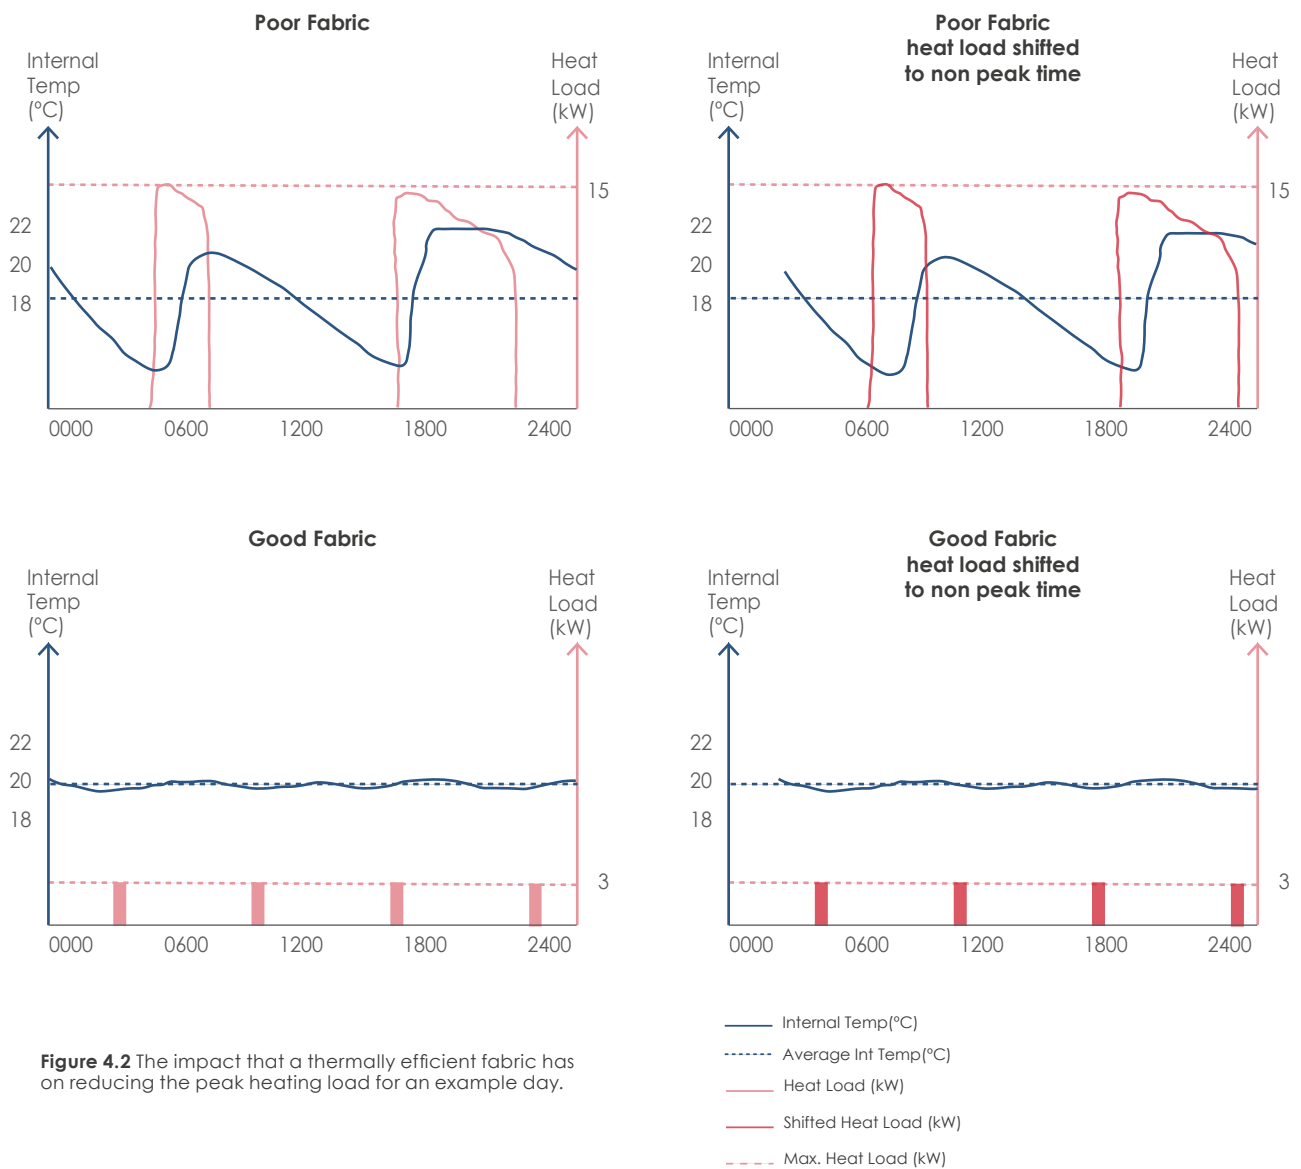 Poor Fabric
Internal
Temp
(ºC)
Heat
Load
(kW)
15
22
20
18
0000 0600 1200 1800 2400
Poor Fabric
heat load shifted
to non peak time
Internal
Temp
(ºC)
Heat
Load
(kW)
15
22
20
18
0000 0600 1200 1800 2400
Good Fabric
Internal
Temp
(ºC)
Heat
Load
(kW)
22
20
18
3
0000 0600 1200 1800 2400
Good Fabric
heat load shifted
to non peak time
Internal
Temp
(ºC)
Heat
Load
(kW)
22
20
18
3
0000 0600 1200 1800 2400
Figure 4.2 The impact that a thermally efficient fabric has
on reducing the peak heating load for an example day.
Internal Temp(ºC)
Average Int Temp(ºC)
Heat Load (kW)
Shifted Heat Load (kW)
Max. Heat Load (kW)